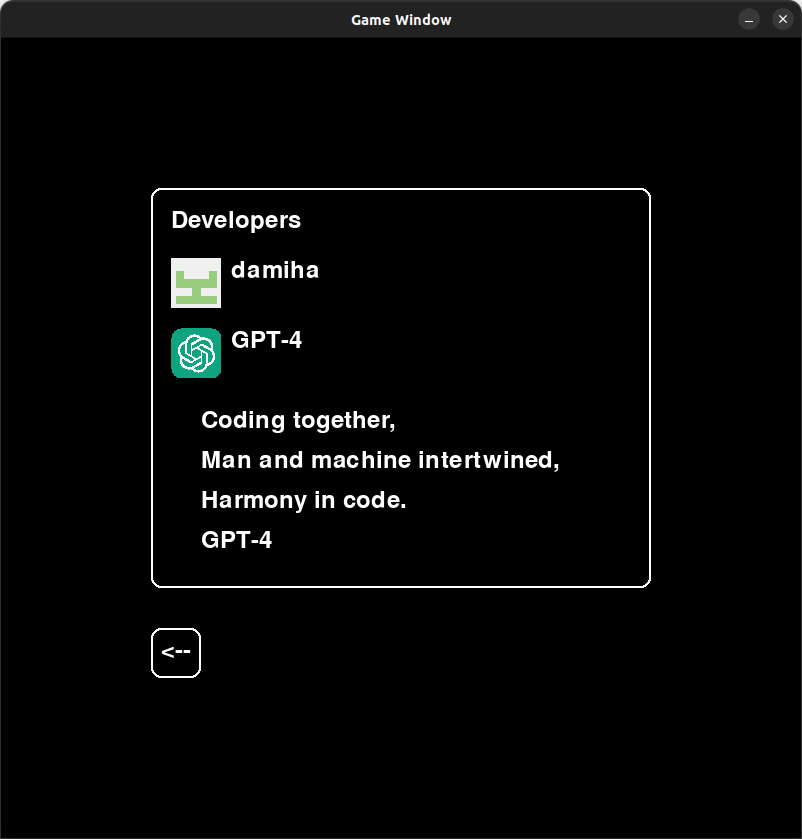 Game Window
Developers
damiha
GPT-4
Coding together,
Man and machine intertwined,
Harmony in code.
GPT-4
<--